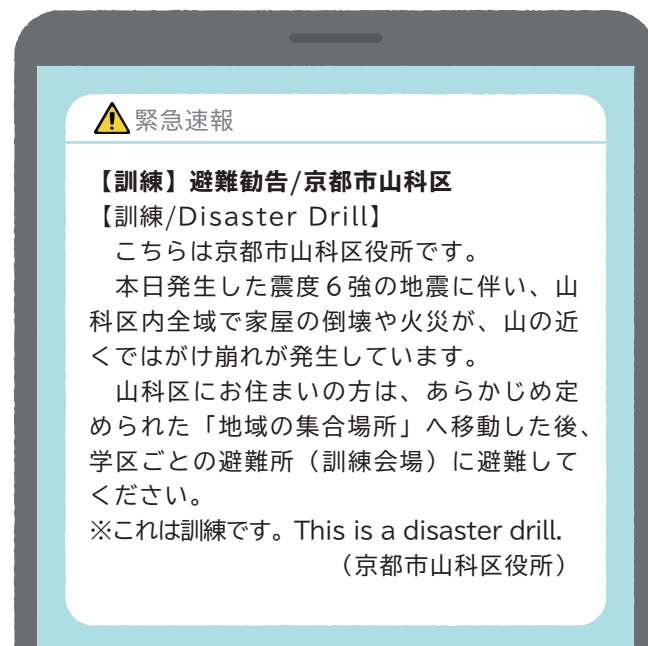 緊急速報
【訓練】避難勧告/京都市山科区
【訓練/Disaster Drill】
　こちらは京都市山科区役所です。
　本日発生した震度６強の地震に伴い、山
科区内全域で家屋の倒壊や火災が、山の近
くではがけ崩れが発生しています。
　山科区にお住まいの方は、あらかじめ定
められた「地域の集合場所」へ移動した後、
学区ごとの避難所（訓練会場）に避難して
ください。
※これは訓練です。This is a disaster drill.
（京都市山科区役所）